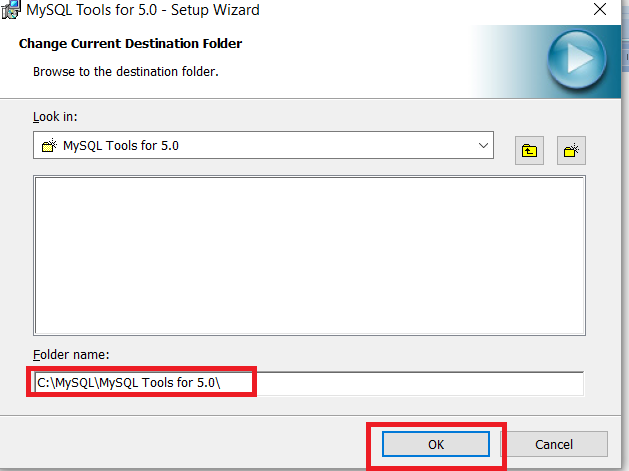 MySQL Tools for 5.0 - Setup Wizard
Change Current Destination Folder
Browse to the destination folder.
Look in:
MySQL Tools for 5.0
Folder name:
C:\MySQL\MySQL Tools for 5.0\
OK Cancel